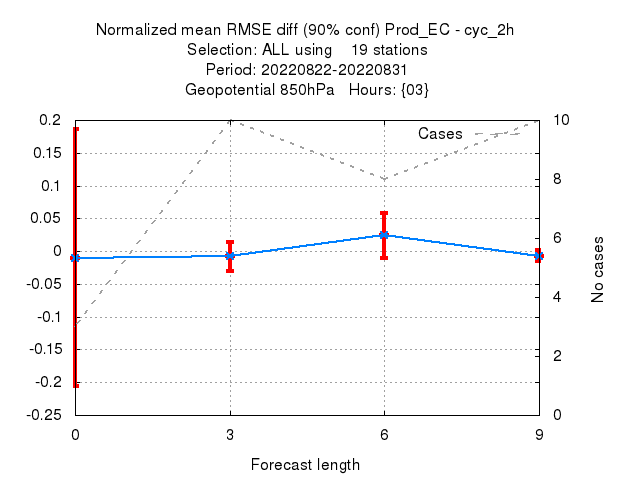 Normalized mean RMSE diff (90% conf) Prod_EC - cyc_2h
Selection: ALL using    19 stations
Period: 20220822-20220831
Geopotential 850hPa   Hours: {03}
Cases
0.2
0.15
0.1
0.05
0
-0.05
-0.1
-0.15
-0.2
-0.25
10
8
6
4
2
0
No cases
0
3
6
9
Forecast length